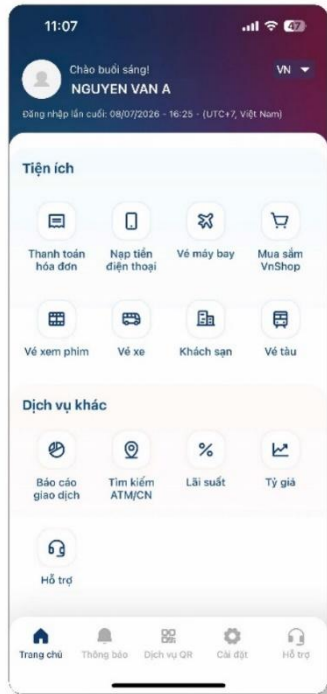 11:07
47
Chào buổi sáng!
VN
NGUYEN VAN A
Đăng nhập lần cuối: 08/07/2026 - 16:25 - (UTC+7, Việt Nam)
Tiện ích
Thanh toán Nạp tiền Vé máy bay Mua sắm
hóa đơn điện thoại VnShop
Vé xem phim Vé xe Khách sạn Vé tàu
Dịch vụ khác
Báo cáo Tìm kiếm Lãi suất Tỷ giá
giao dịch ATM/CN
Hỗ trợ
Trang chủ Thông báo Dịch vụ QR Cài đặt Hỗ trợ